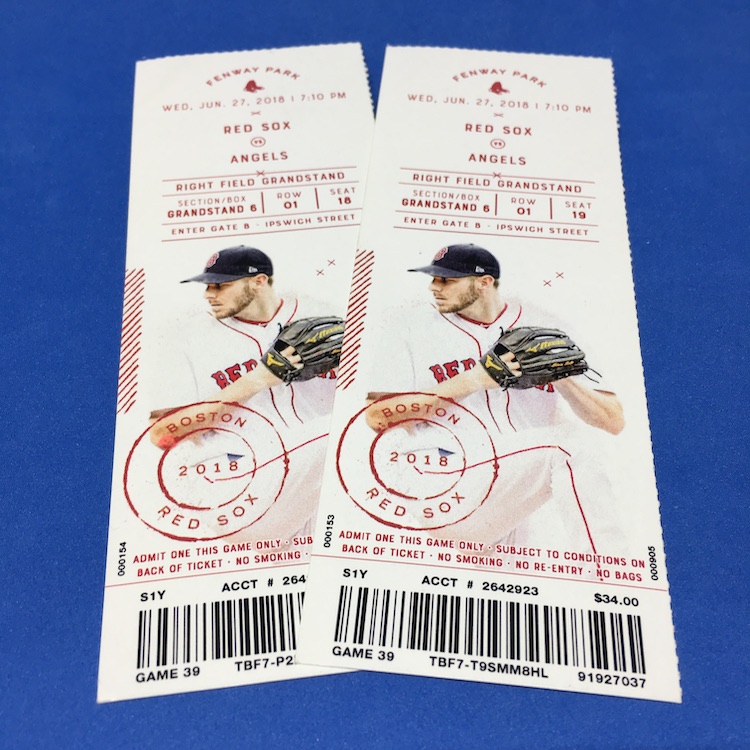 FENWAY PARK
WED, JUN. 27, 2018 | 7:10 PM
RED SOX
VS
ANGELS
RIGHT FIELD GRANDSTAND
SECTION/BOX ROW SEAT
GRANDSTAND 6 01 18
ENTER GATE B · IPSWICH STREET
B
RED
BOSTON
2018
RED SOX
000154
ADMIT ONE THIS GAME ONLY · SUB
BACK OF TICKET · NO SMOKING ·
S1Y ACCT # 264
GAME 39 TBF7-P2
FENWAY PARK
WED, JUN. 27, 2018 | 7:10 PM
RED SOX
VS
ANGELS
RIGHT FIELD GRANDSTAND
SECTION/BOX ROW SEAT
GRANDSTAND 6 01 19
ENTER GATE B · IPSWICH STREET
B
RED
BOSTON
2018
RED SOX
000153
ADMIT ONE THIS GAME ONLY · SUBJECT TO CONDITIONS ON
BACK OF TICKET · NO SMOKING · NO RE-ENTRY · NO BAGS
000905
S1Y ACCT # 2642923 $34.00
GAME 39 TBF7-T9SMM8HL 91927037